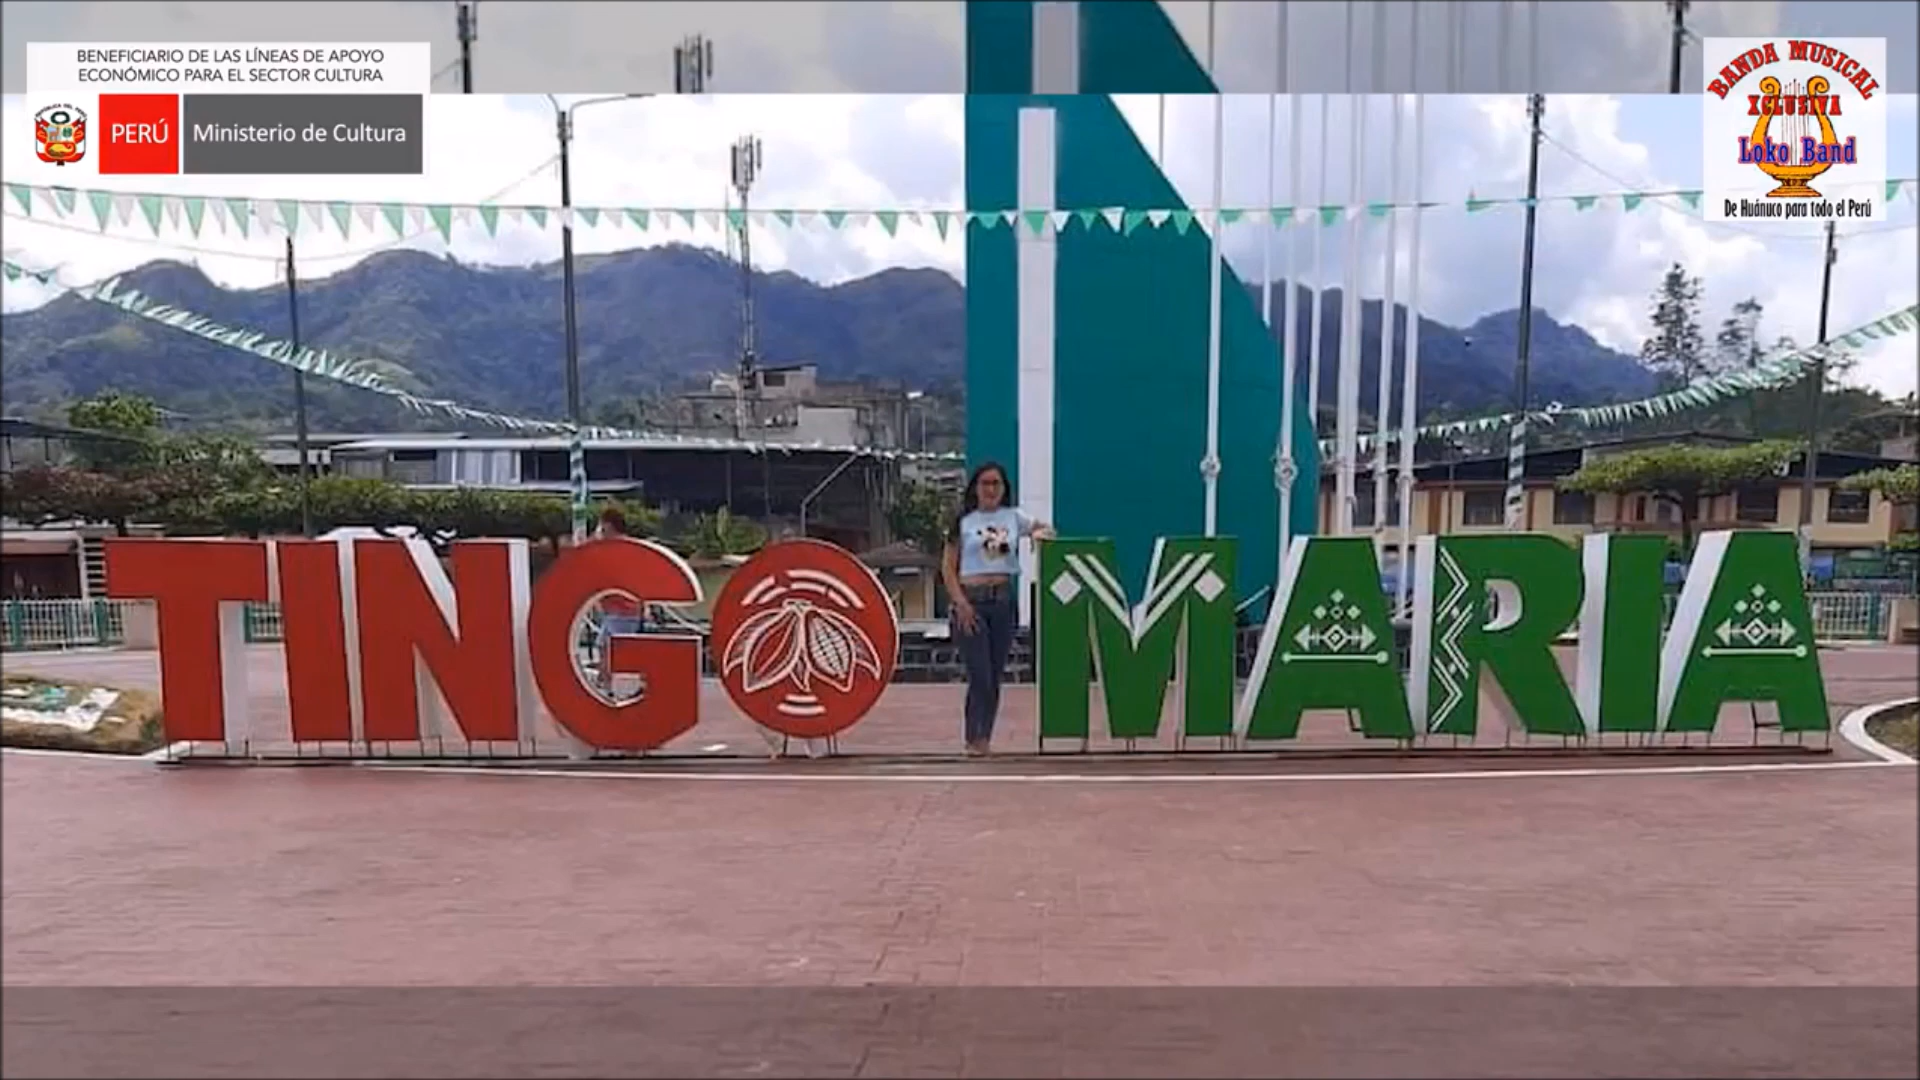 BENEFICIARIO DE LAS LÍNEAS DE APOYO
ECONÓMICO PARA EL SECTOR CULTURA
PERÚ Ministerio de Cultura
BANDA MUSICAL
XCLUSIVA
Loko Band
De Huánuco para todo el Perú
TINGO MARIA